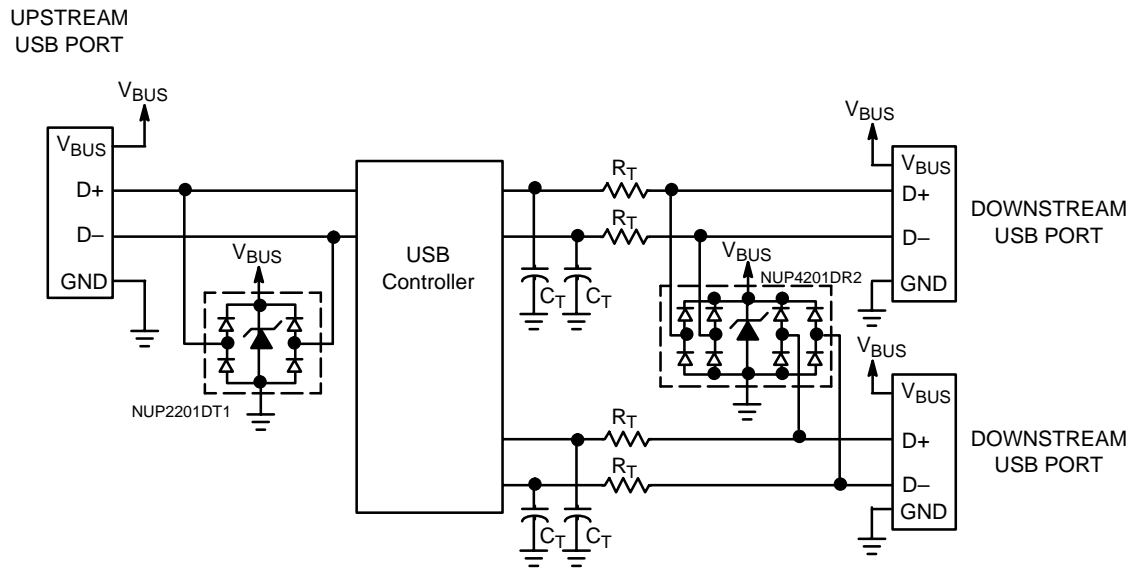 UPSTREAM
USB PORT
VBUS
VBUS
D+
D–
GND
VBUS
NUP2201DT1
USB
Controller
RT
RT
CT
CT
VBUS
NUP4201DR2
VBUS
VBUS
D+
D–
GND
DOWNSTREAM
USB PORT
RT
RT
CT
CT
VBUS
VBUS
D+
D–
GND
DOWNSTREAM
USB PORT